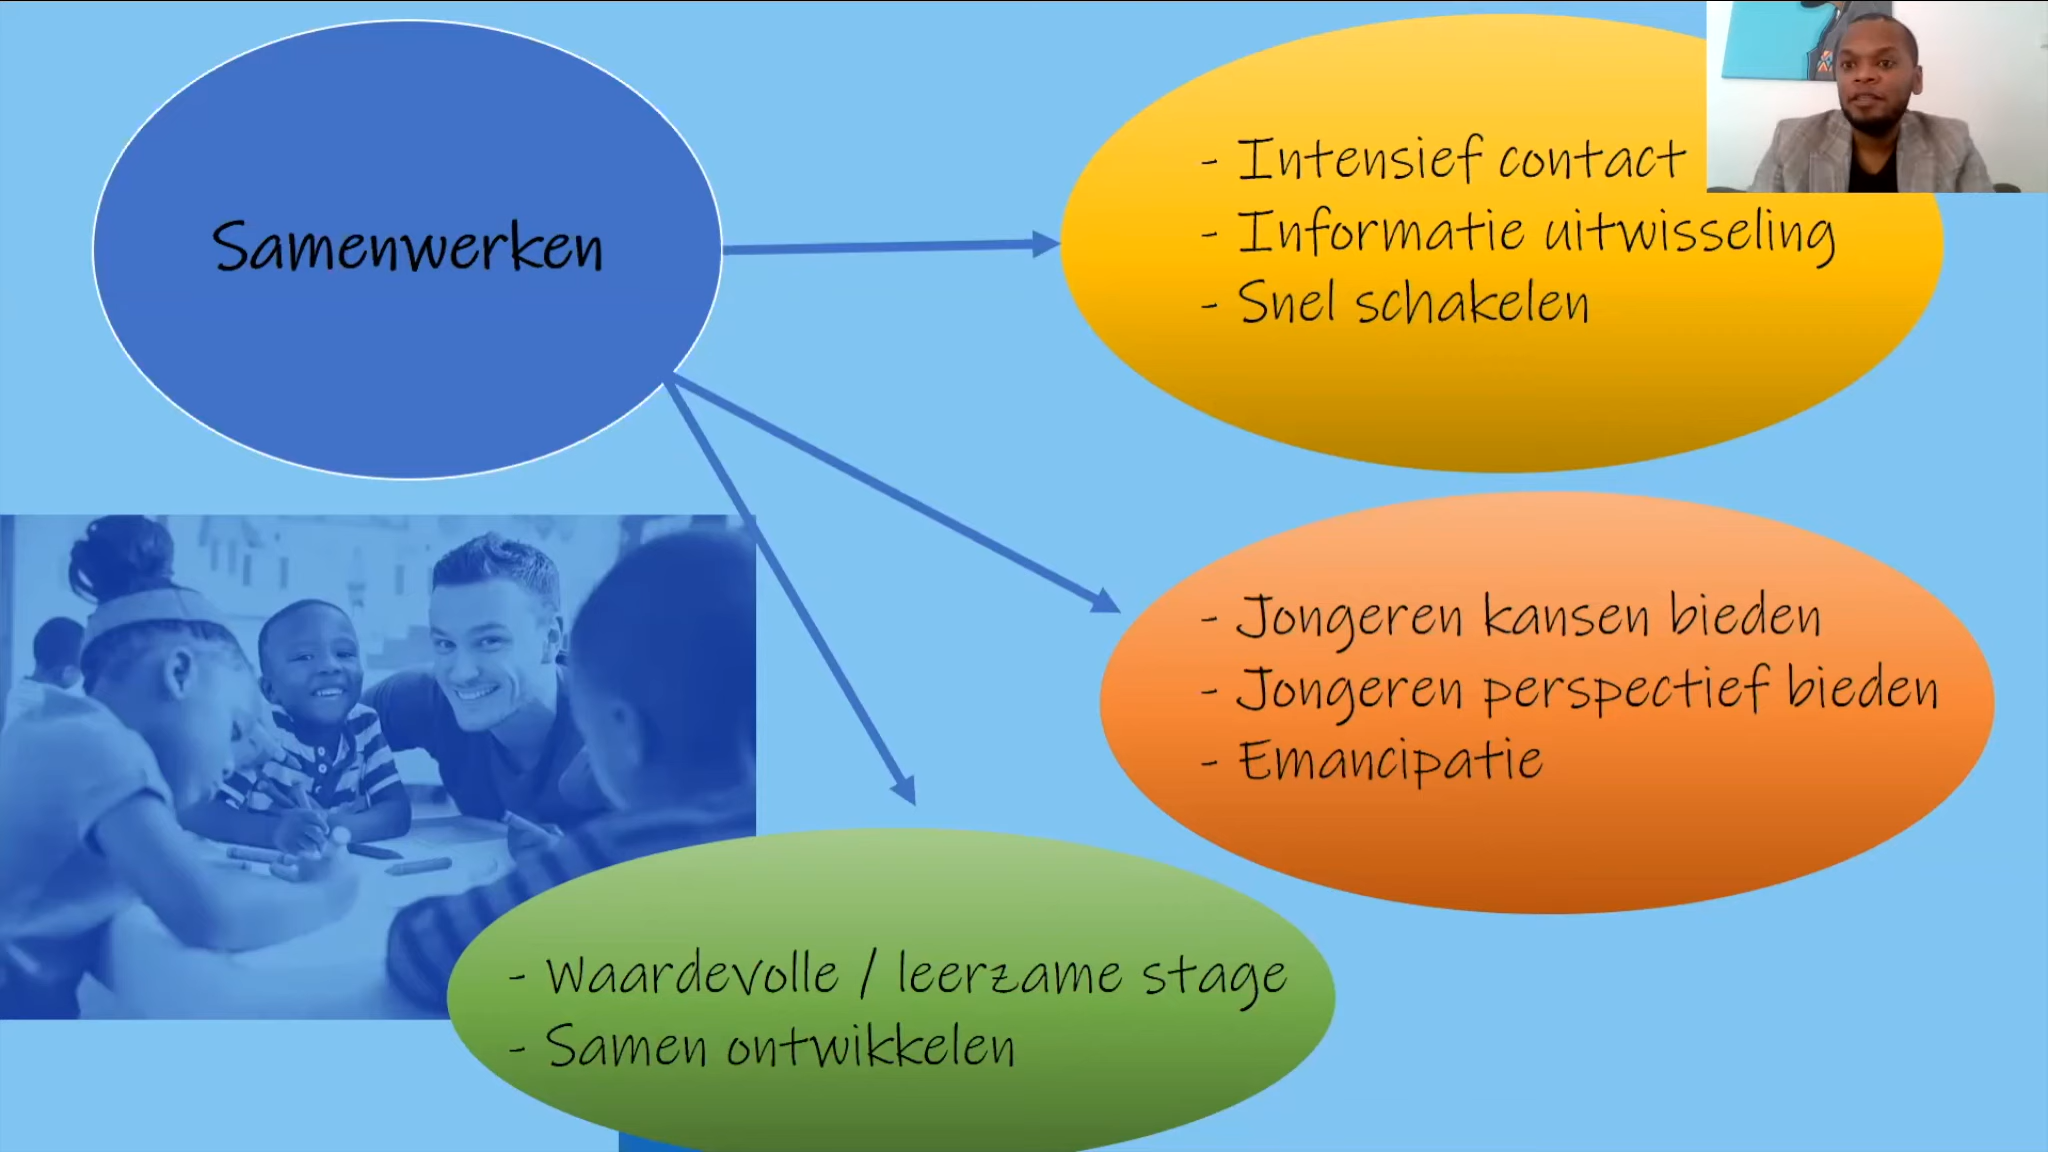 Samenwerken
- Intensief contact
- Informatie uitwisseling
- Snel schakelen
- Jongeren kansen bieden
- Jongeren perspectief bieden
- Emancipatie
- Waardevolle / leerzame stage
- Samen ontwikkelen